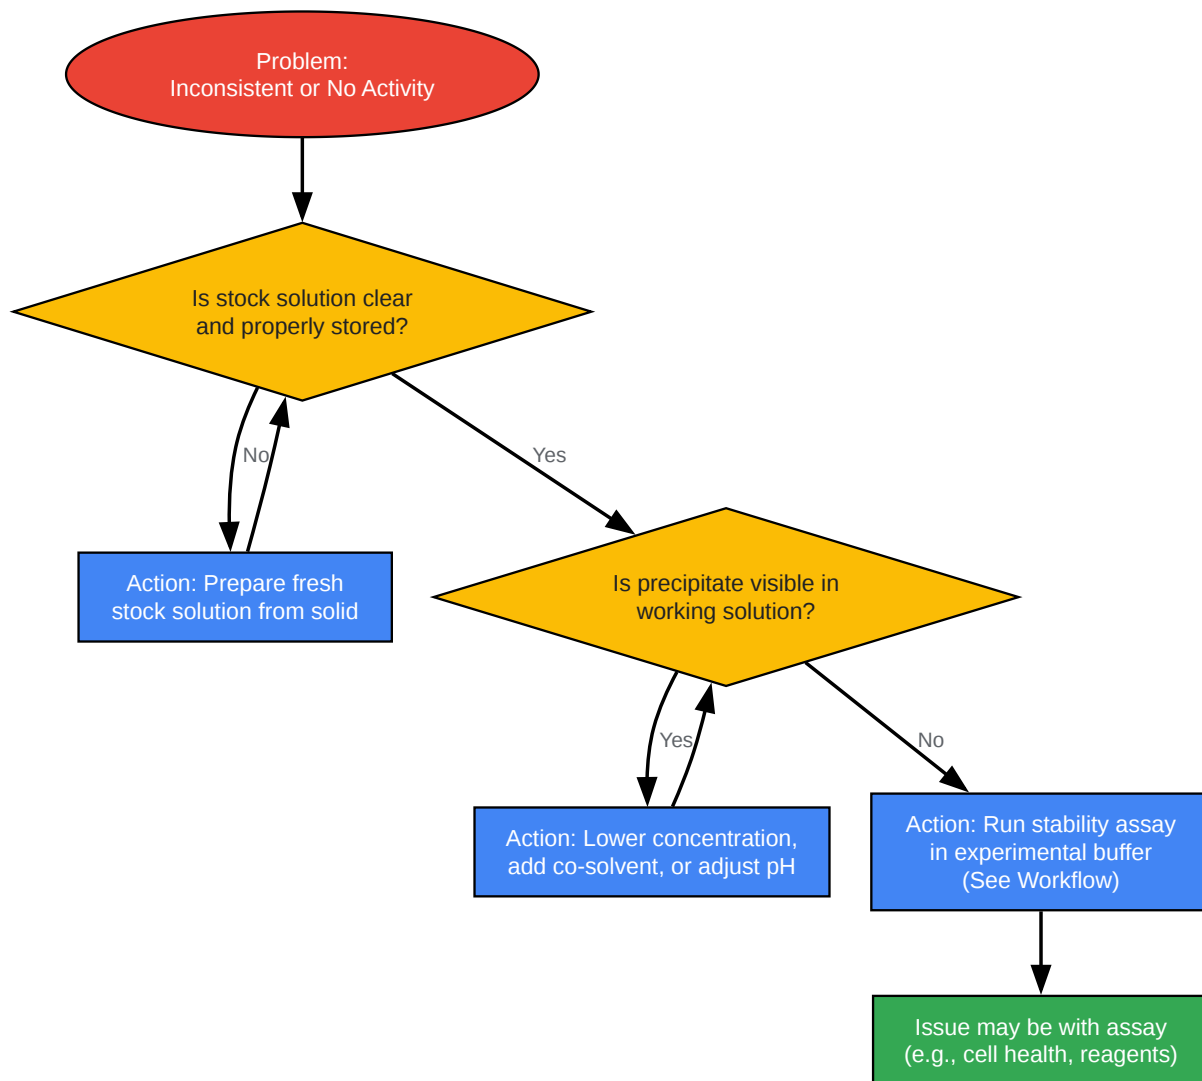 Problem:
Inconsistent or No Activity
Is stock solution clear
and properly stored?
No
Yes
Action: Prepare fresh
stock solution from solid
Is precipitate visible in
working solution?
Yes
No
Action: Lower concentration,
add co-solvent, or adjust pH
Action: Run stability assay
in experimental buffer
(See Workflow)
Issue may be with assay
(e.g., cell health, reagents)